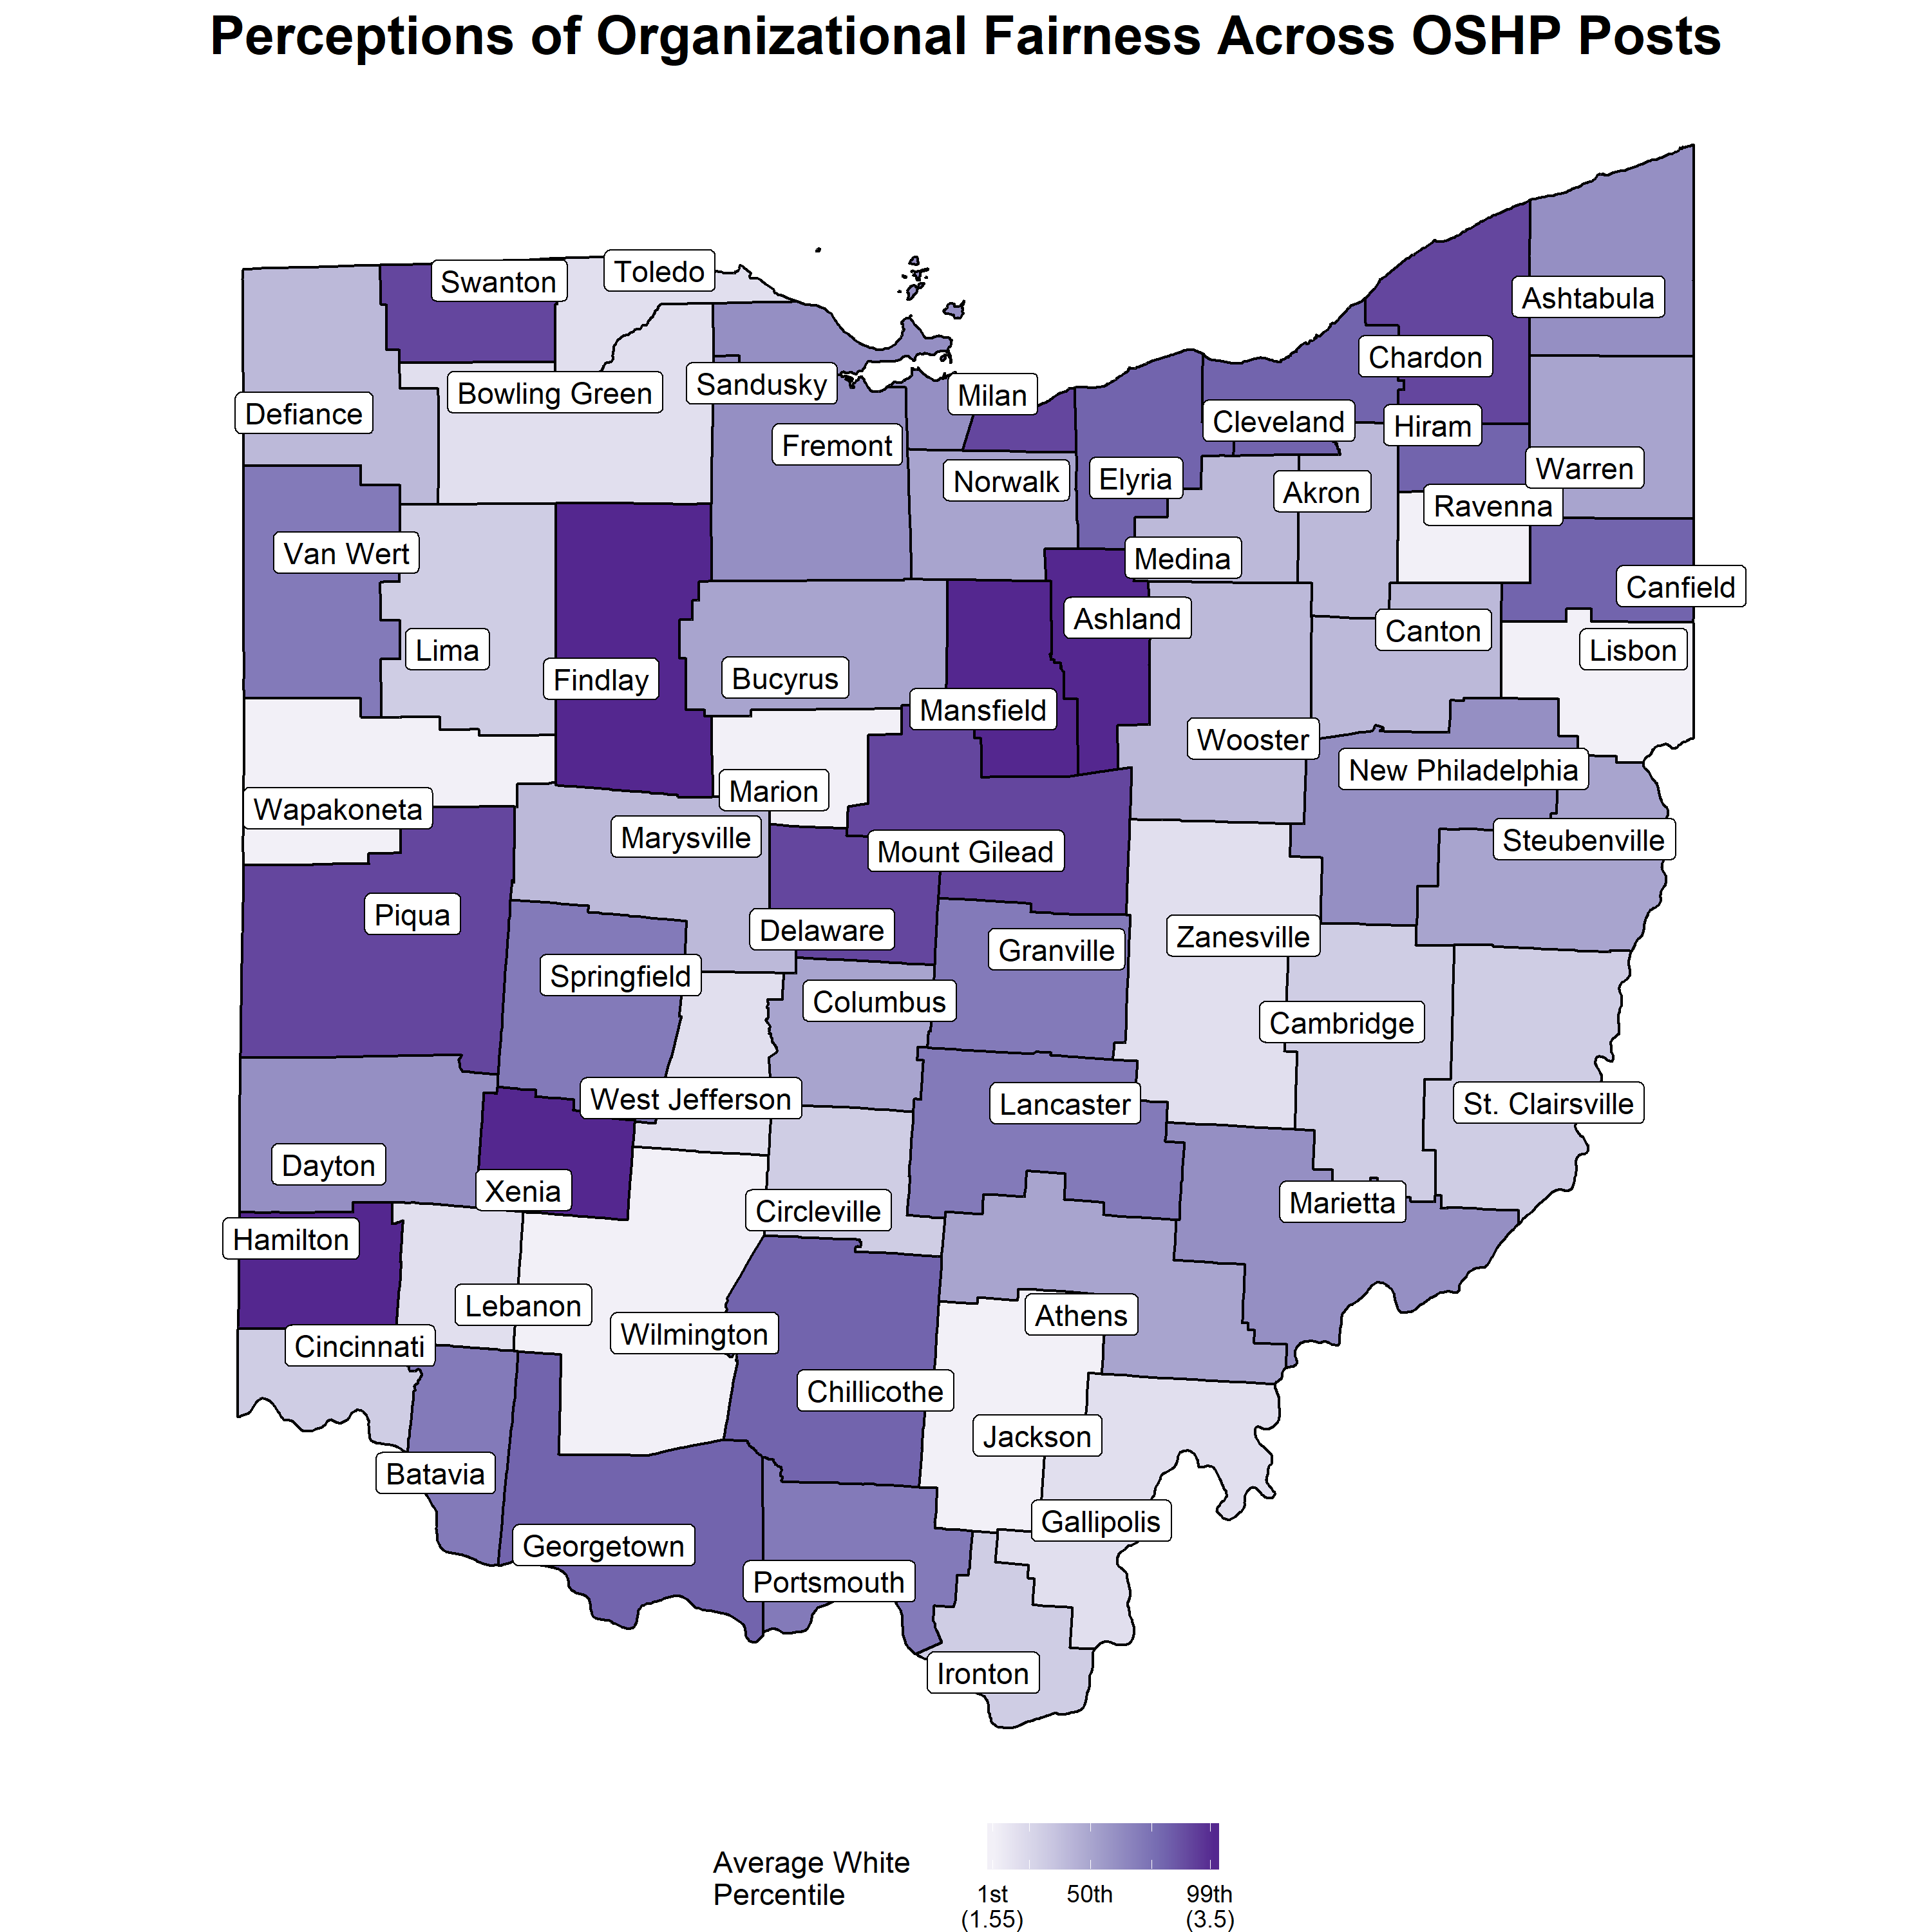 Perceptions of Organizational Fairness Across OSHP Posts
Toledo
Swanton
Ashtabula
Chardon
Sandusky
Bowling Green
Milan
Defiance
Cleveland
Hiram
Fremont
Warren
Norwalk
Elyria
Akron
Ravenna
Van Wert
Medina
Canfield
Ashland
Canton
Lima
Lisbon
Findlay
Bucyrus
Mansfield
Wooster
New Philadelphia
Marion
Wapakoneta
Marysville
Steubenville
Mount Gilead
Piqua
Delaware
Zanesville
Granville
Springfield
Columbus
Cambridge
West Jefferson
Lancaster
St. Clairsville
Dayton
Xenia
Marietta
Circleville
Hamilton
Lebanon
Athens
Wilmington
Cincinnati
Chillicothe
Jackson
Batavia
Gallipolis
Georgetown
Portsmouth
Ironton
Average White
Percentile
1st 50th 99th
(1.55) (3.5)